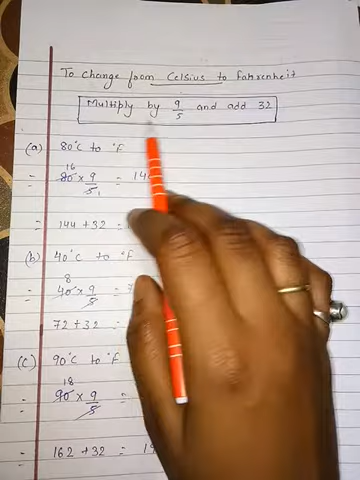 To Change from Celsius to Fahrenheit
Multiply by 9/5 and add 32
(a) 80°C to °F
= 80 16 × 9/5 1 = 14
= 144 + 32 =
(b) 40°C to °F
= 40 8 × 9/5 = 7
72 + 32 =
(c) 90°C to °F
= 90 18 × 9/5 =
= 162 + 32 = 19